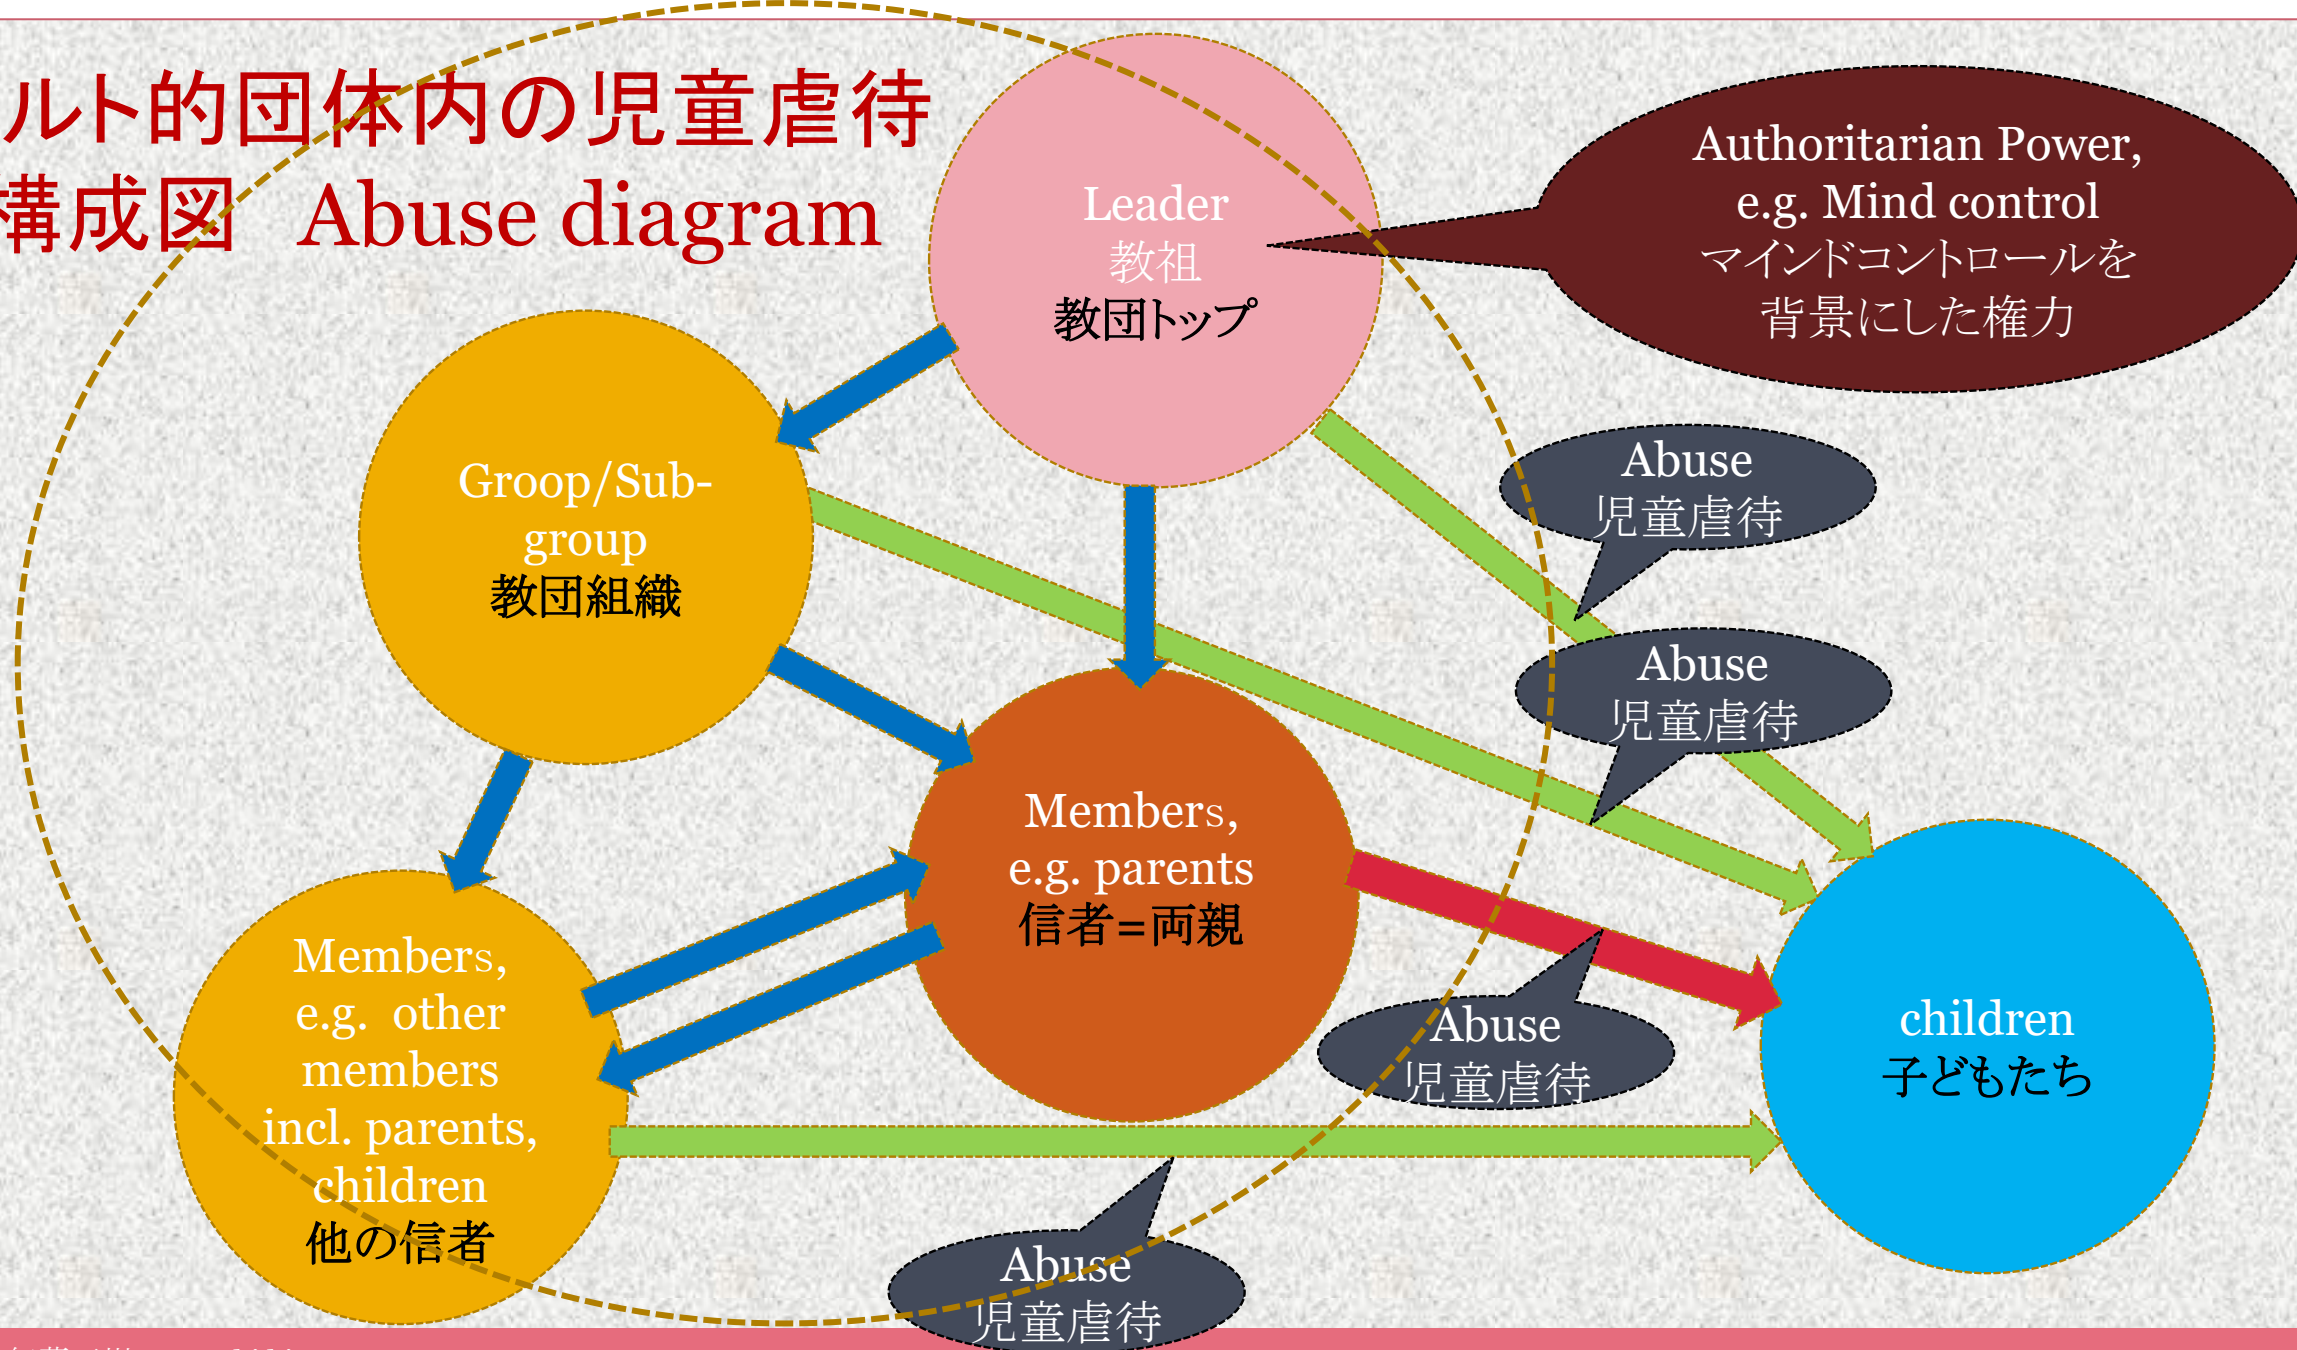 ルト的団体内の児童虐待
構成図 Abuse diagram
Leader
教祖
教団トップ
Authoritarian Power,
e.g. Mind control
マインドコントロールを
背景にした権力
Abuse
児童虐待
Groop/Sub-
group
教団組織
Abuse
児童虐待
Members,
e.g. parents
信者=両親
Members,
e.g. other
members
incl. parents,
children
他の信者
Abuse
児童虐待
children
子どもたち
Abuse
児童虐待